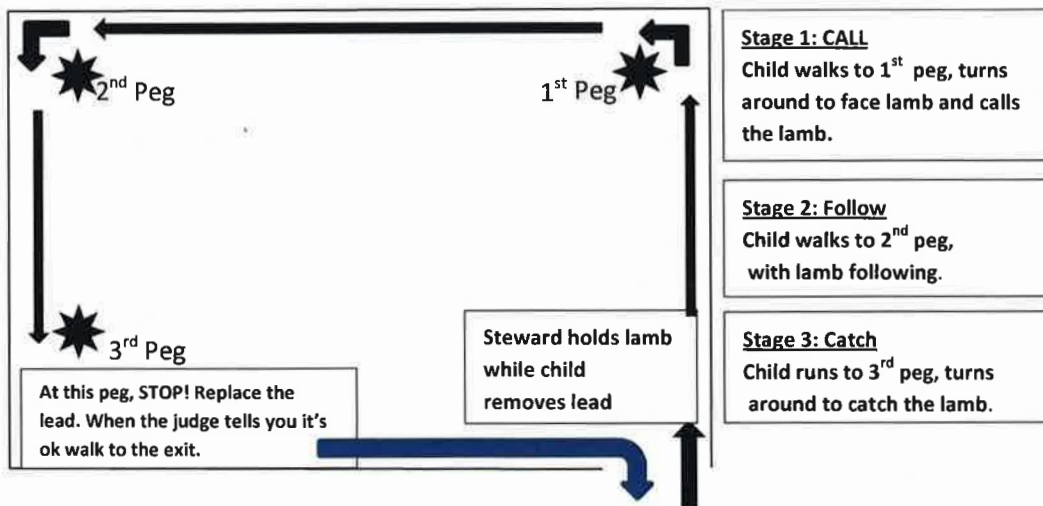 2nd Peg
1st Peg
3rd Peg
At this peg, STOP! Replace the
lead. When the judge tells you it's
ok walk to the exit.
Steward holds lamb
while child
removes lead
Stage 1: CALL
Child walks to 1st peg, turns
around to face lamb and calls
the lamb.
Stage 2: Follow
Child walks to 2nd peg,
with lamb following.
Stage 3: Catch
Child runs to 3rd peg, turns
around to catch the lamb.